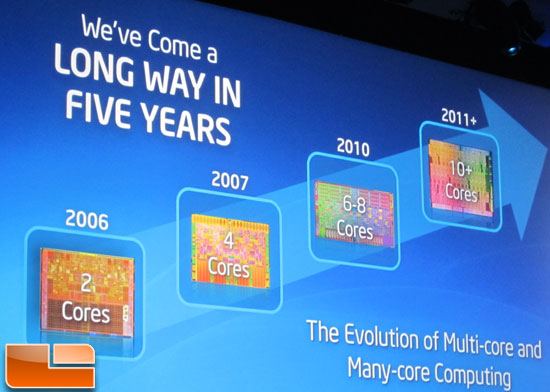 We've Come a
LONG WAY IN
FIVE YEARS
2006
2
Cores
2007
4
Cores
2010
6-8
Cores
2011+
10+
Cores
The Evolution of Multi-core and
Many-core Computing